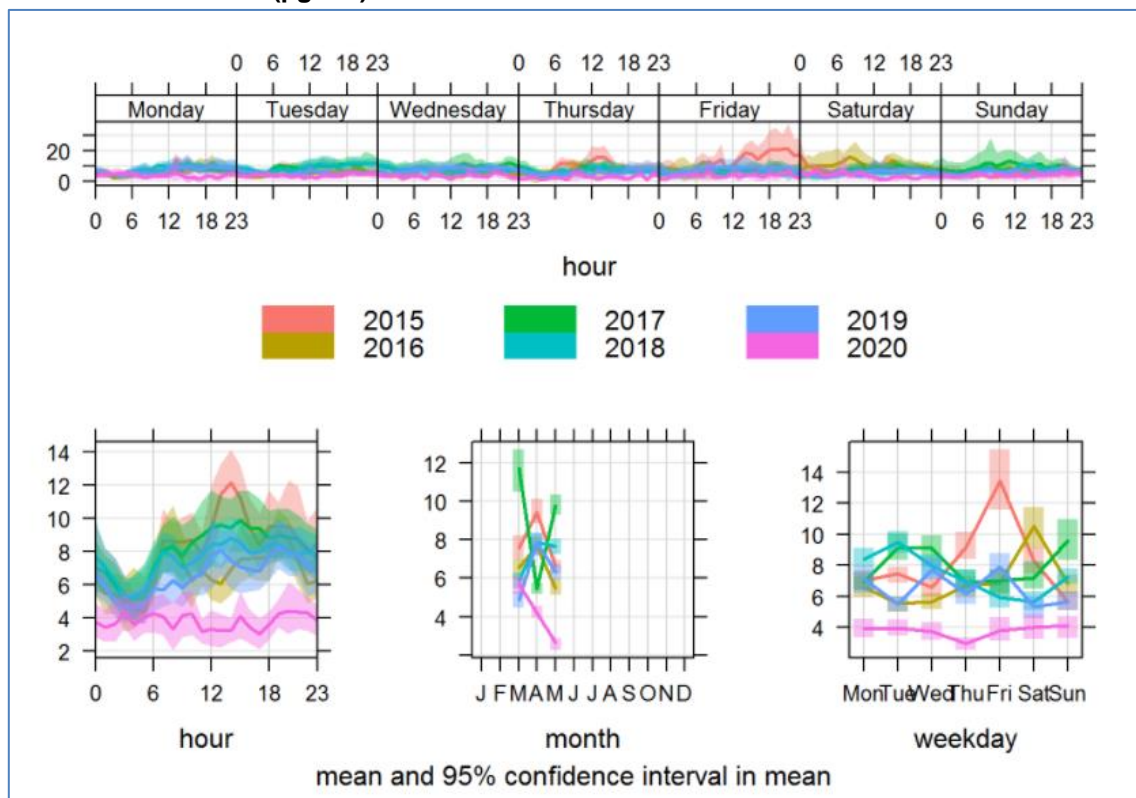 0 6 12 18 23 0 6 12 18 23 0 6 12 18 23
Monday Tuesday Wednesday Thursday Friday Saturday Sunday
20
0
0 6 12 18 23 0 6 12 18 23 0 6 12 18 23 0 6 12 18 23
hour
2015 2017 2019
2016 2018 2020
14
12
10
8
6
4
2
0 6 12 18 23
hour
12
10
8
6
4
J F M A M J J A S O N D
month
14
12
10
8
6
4
Mon Tue Wed Thu Fri Sat Sun
weekday
mean and 95% confidence interval in mean